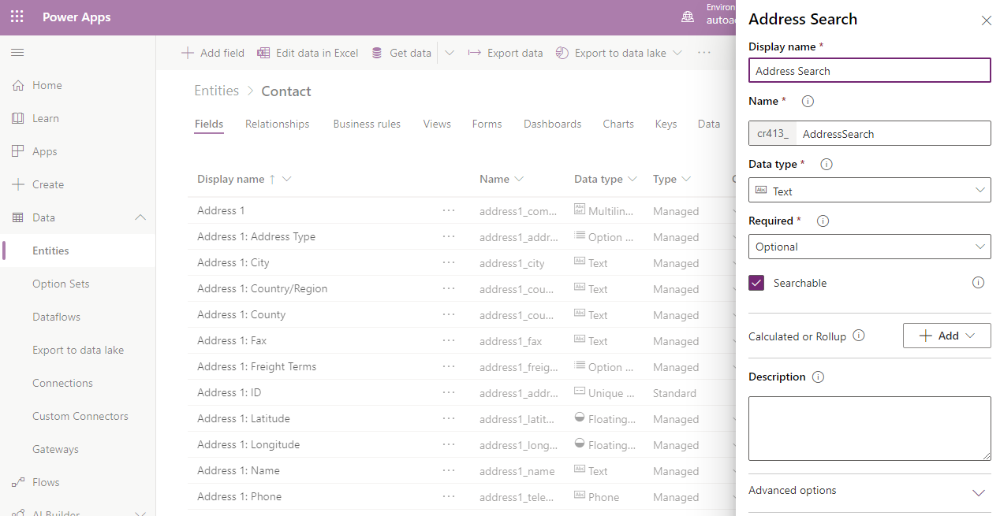 Power Apps
Environ
autoac
Home
Learn
Apps
Create
Data
Entities
Option Sets
Dataflows
Export to data lake
Connections
Custom Connectors
Gateways
Flows
AI Builder
Add field
Edit data in Excel
Get data
Export data
Export to data lake
...
Entities > Contact
Fields
Relationships
Business rules
Views
Forms
Dashboards
Charts
Keys
Data
Display name ↑
Name
Data type
Type
Address 1 ... address1_com... Multilin... Managed
Address 1: Address Type ... address1_addr... Option ... Managed
Address 1: City ... address1_city Text Managed
Address 1: Country/Region ... address1_cou... Text Managed
Address 1: County ... address1_cou... Text Managed
Address 1: Fax ... address1_fax Text Managed
Address 1: Freight Terms ... address1_freig... Option ... Managed
Address 1: ID ... address1_addr... Unique ... Standard
Address 1: Latitude ... address1_latit... Floating... Managed
Address 1: Longitude ... address1_long... Floating... Managed
Address 1: Name ... address1_name Text Managed
Address 1: Phone ... address1_tele... Phone Managed
Address Search
Display name *
Address Search
Name *
cr413_ AddressSearch
Data type *
Abc Text
Required *
Optional
Searchable
Calculated or Rollup
Add
Description
Advanced options